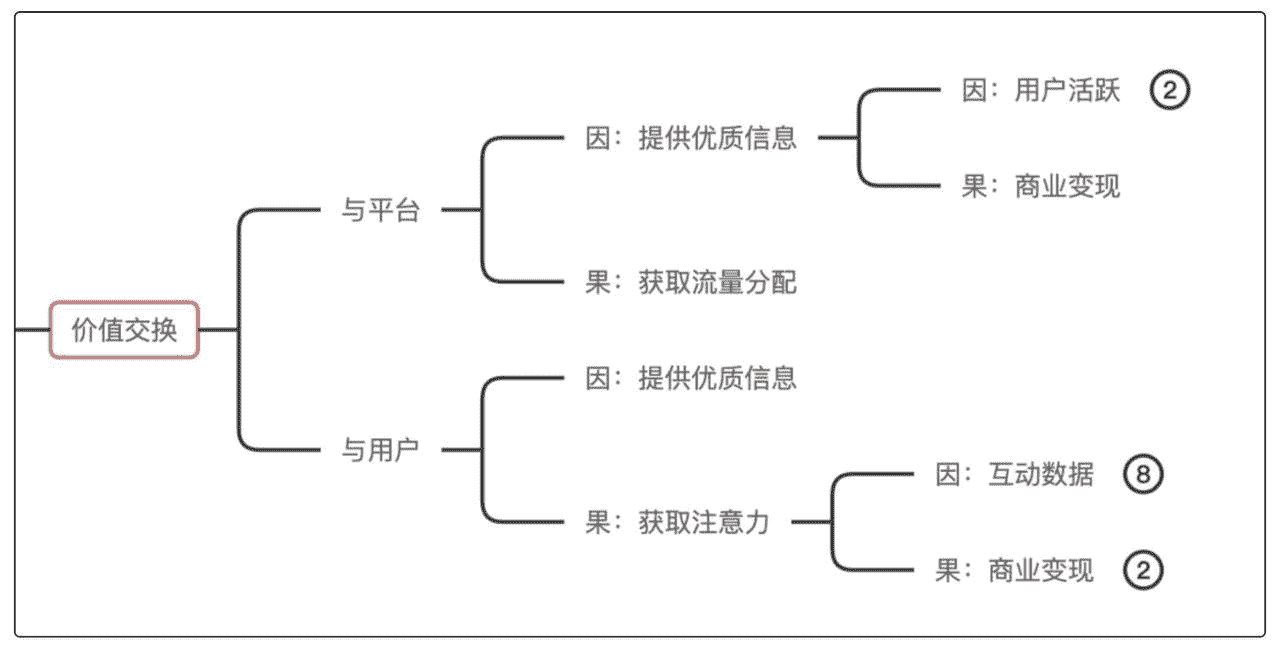 因：用户活跃 ②
因：提供优质信息
果：商业变现
与平台
果：获取流量分配
价值交换
因：提供优质信息
与用户
因：互动数据 ⑧
果：获取注意力
果：商业变现 ②